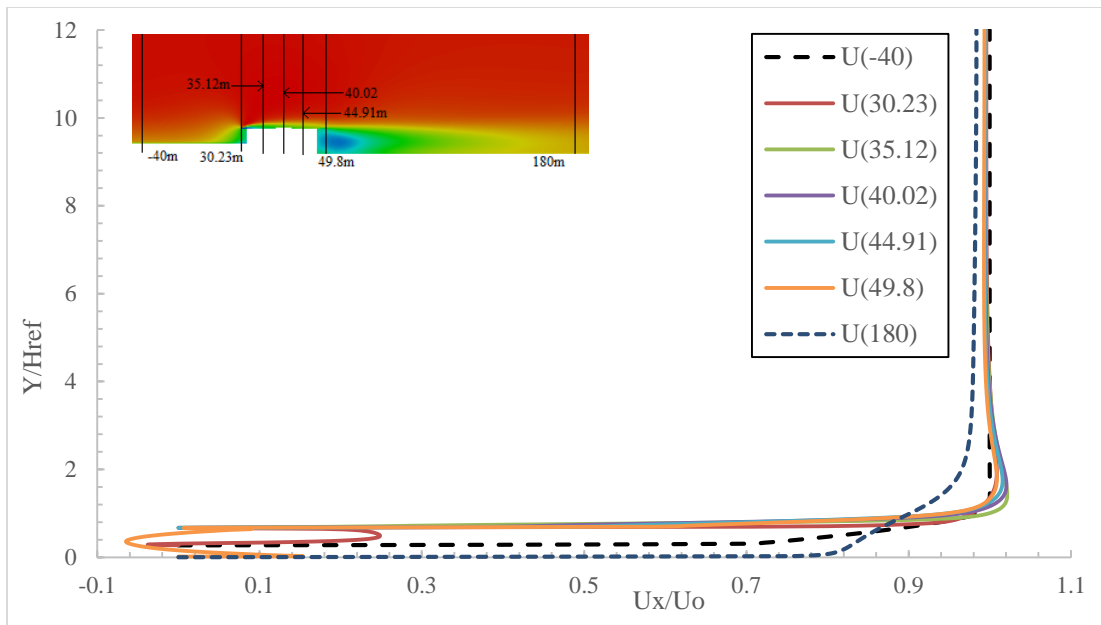 12
10
8
6
4
2
0
Y/Href
-0.1
0.1
0.3
0.5
0.7
0.9
1.1
Ux/Uo
35.12m
40.02
44.91m
-40m
30.23m
49.8m
180m
U(-40)
U(30.23)
U(35.12)
U(40.02)
U(44.91)
U(49.8)
U(180)